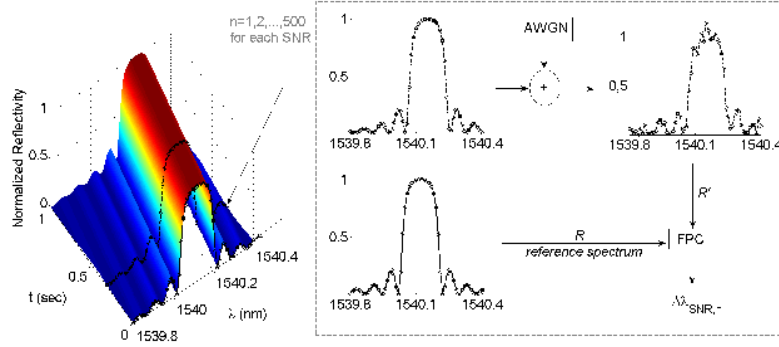 n=1,2,...,500
for each SNR
Normalized Reflectivity
1
0.5
0
1
0.5
0
t (sec)
1539.8
1540
1540.2
1540.4
λ (nm)
1
0.5
1539.8 1540.1 1540.4
AWGN
+
1
0,5
1539.8 1540.1 1540.4
1
0.5
1539.8 1540.1 1540.4
R
reference spectrum
R'
FPC
Δλ SNR,